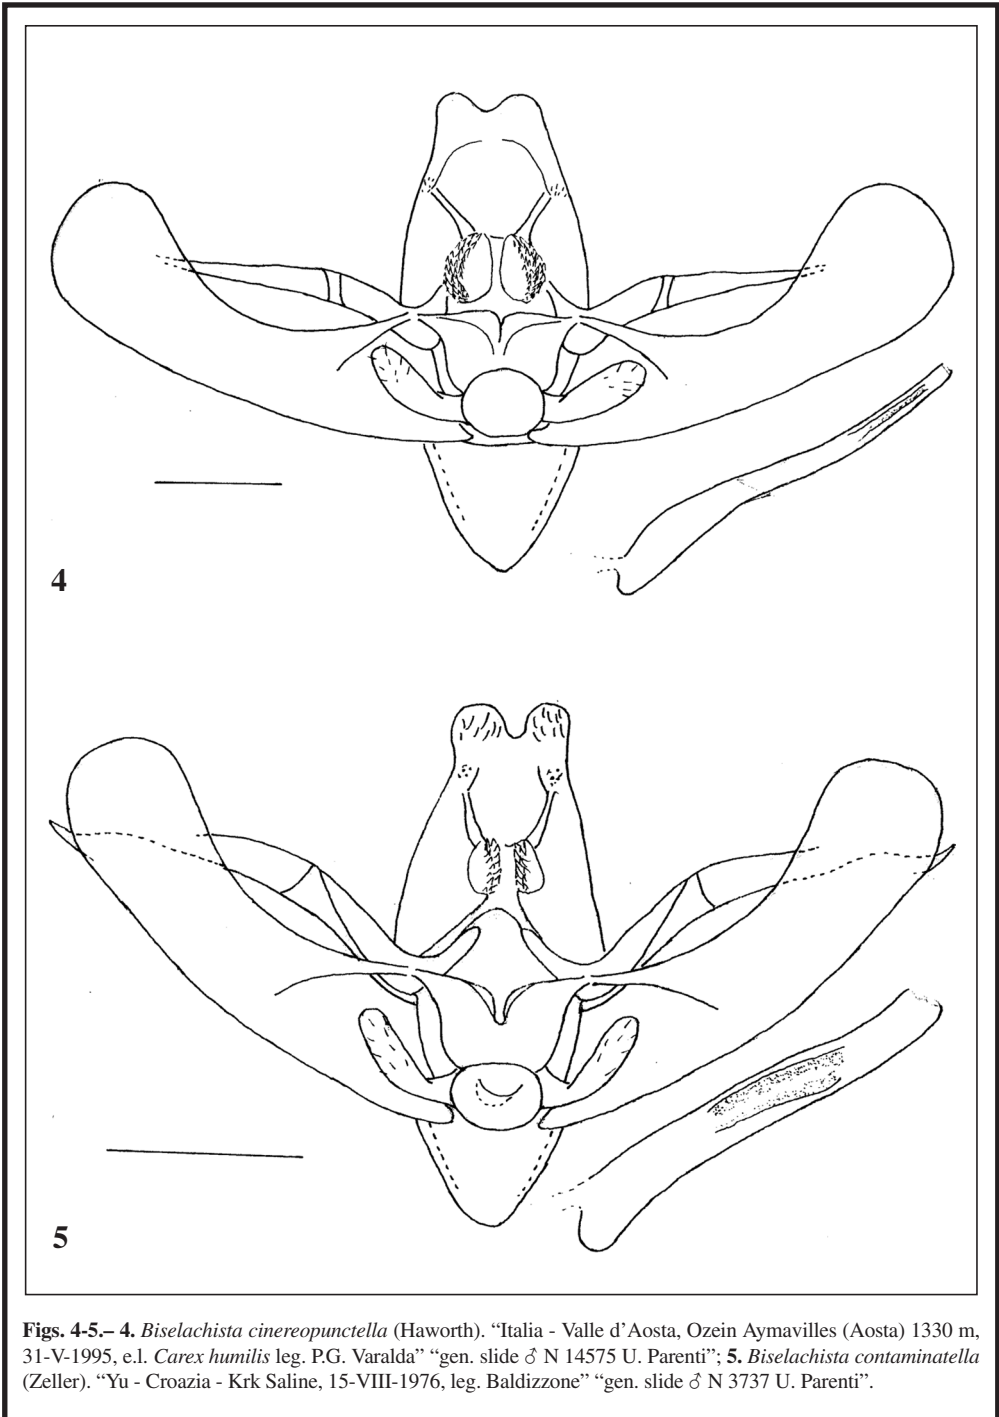 4
5
Figs. 4-5.– 4. Biselachista cinereopunctella (Haworth). “Italia - Valle d’Aosta, Ozein Aymavilles (Aosta) 1330 m,
31-V-1995, e.l. Carex humilis leg. P.G. Varalda” “gen. slide ♂ N 14575 U. Parenti”; 5. Biselachista contaminatella
(Zeller). “Yu - Croazia - Krk Saline, 15-VIII-1976, leg. Baldizzone” “gen. slide ♂ N 3737 U. Parenti”.